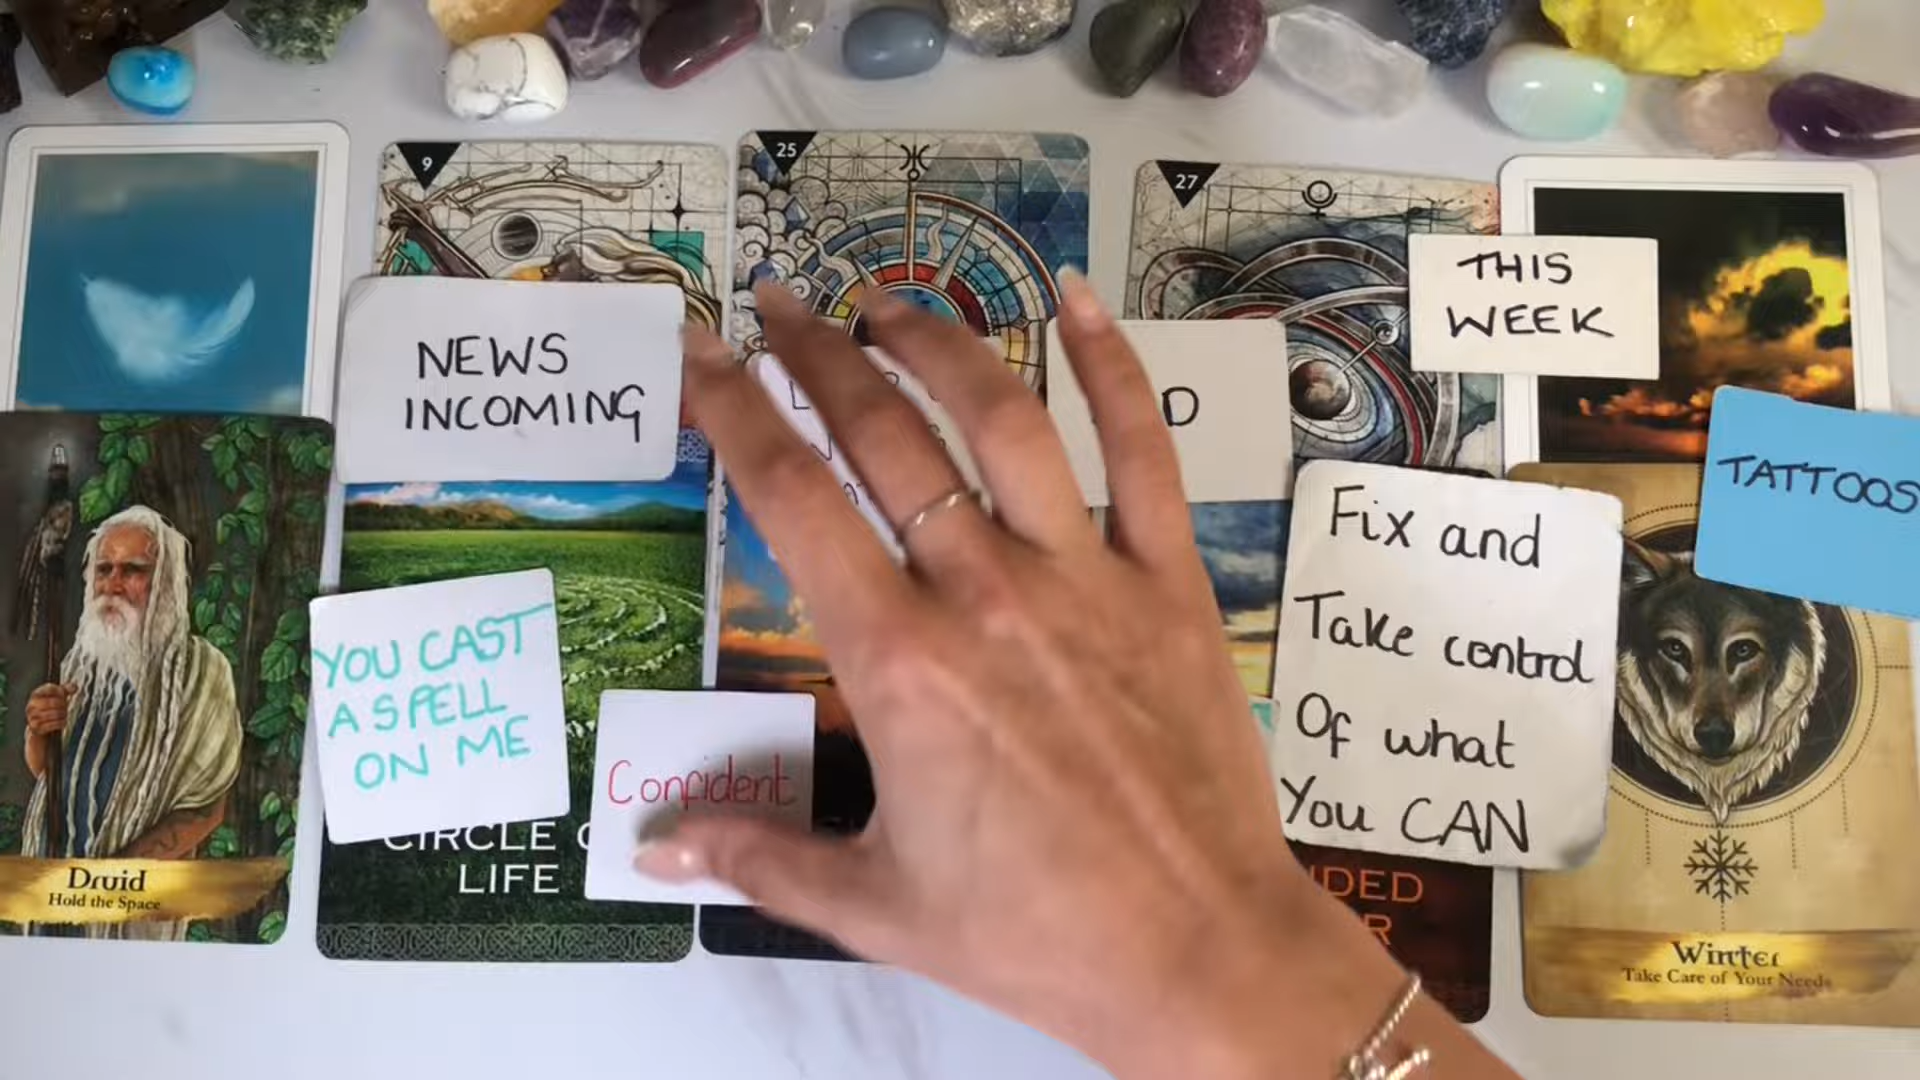 9
25
27
THIS
WEEK
NEWS
INCOMING
D
TATTOOS
Fix and
Take control
Of what
You CAN
YOU CAST
A SPELL
ON ME
Confident
CIRCLE O
LIFE
Druid
Hold the Space
NDED
R
Winter
Take Care of Your Needs